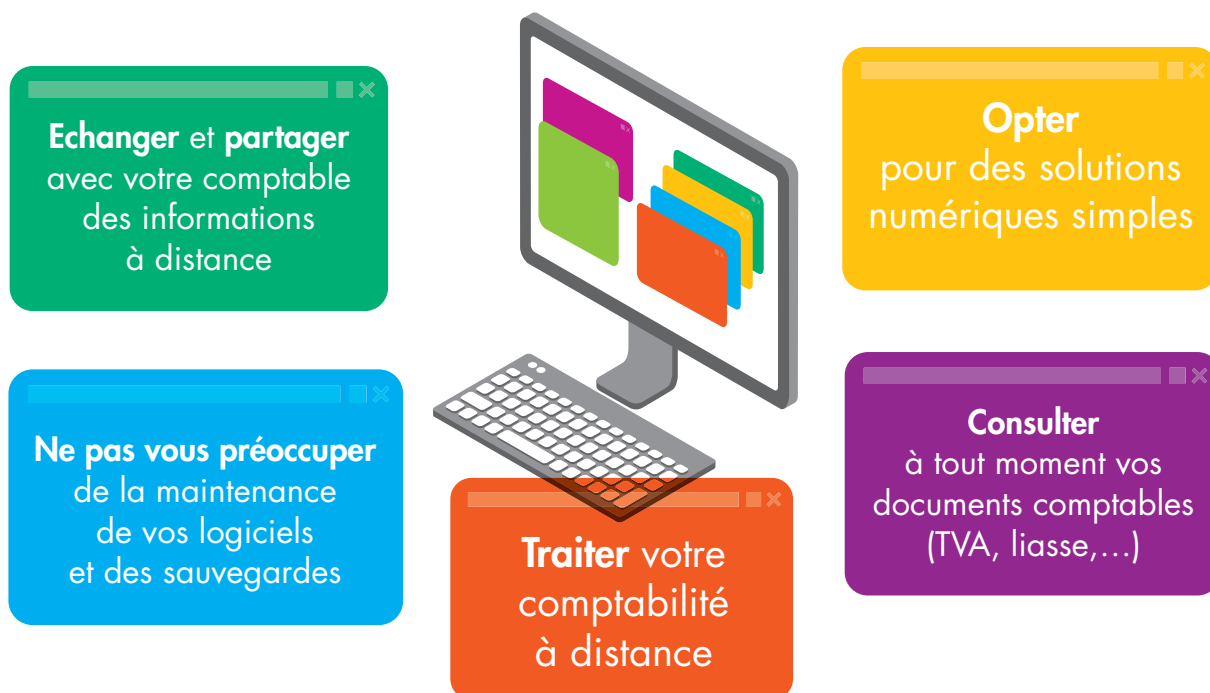 Echanger et partager
avec votre comptable
des informations
à distance
Opter
pour des solutions
numériques simples
Ne pas vous préoccuper
de la maintenance
de vos logiciels
et des sauvegardes
Traiter votre
comptabilité
à distance
Consulter
à tout moment vos
documents comptables
(TVA, liasse,…)